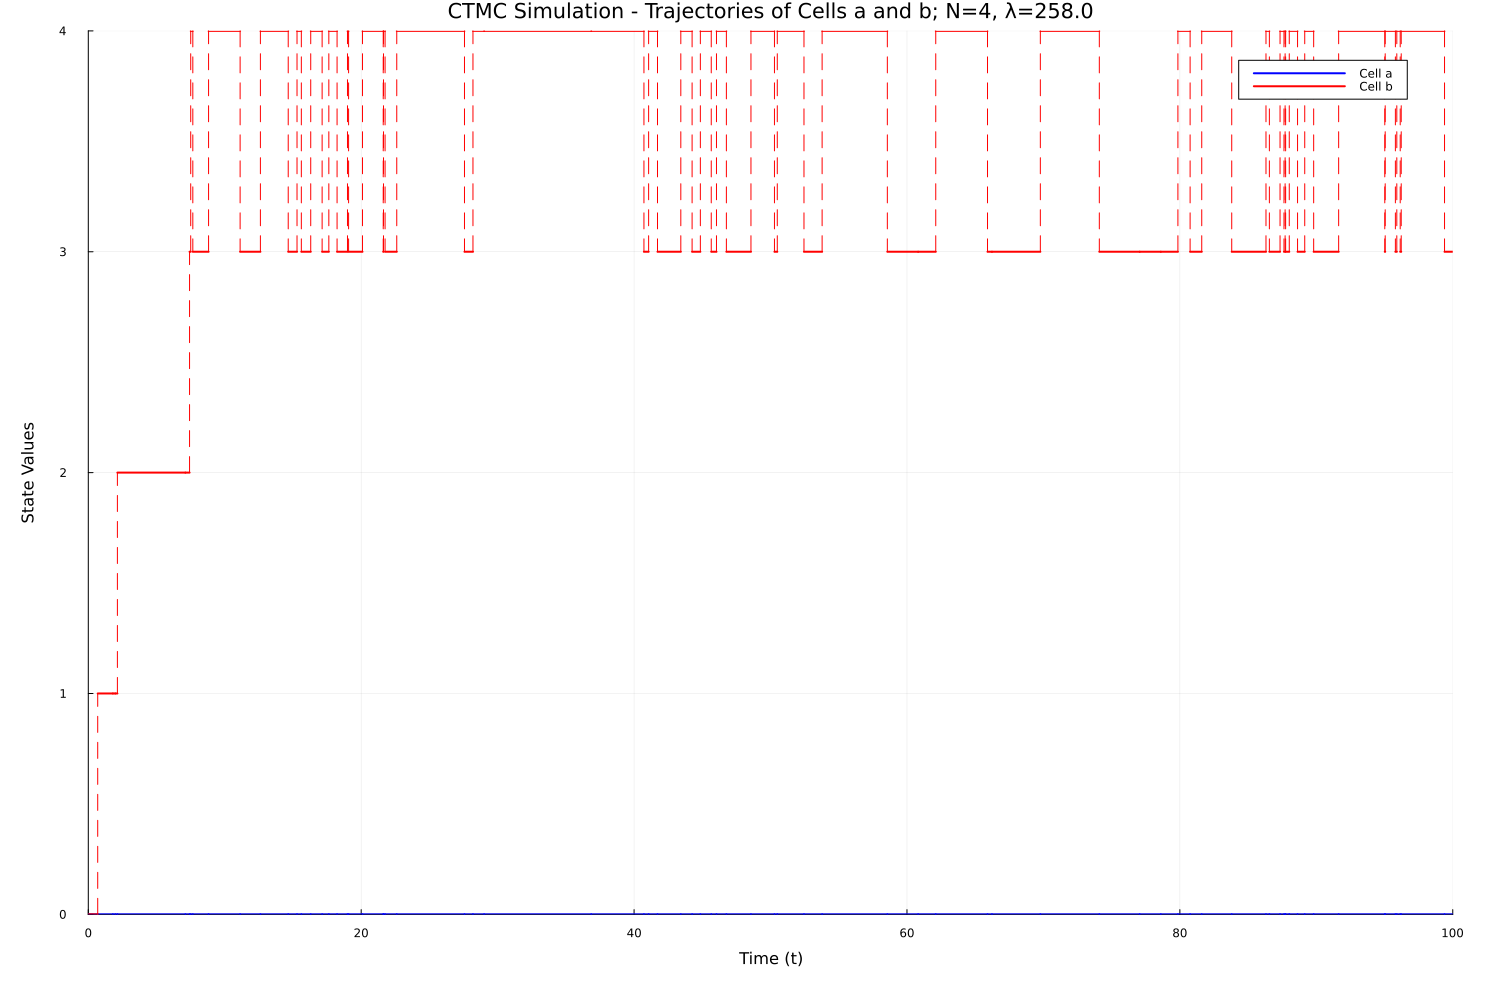 CTMC Simulation - Trajectories of Cells a and b; N=4, λ=258.0
4
Cell a
Cell b
3
State Values
2
1
0
0 20 40 60 80 100
Time (t)